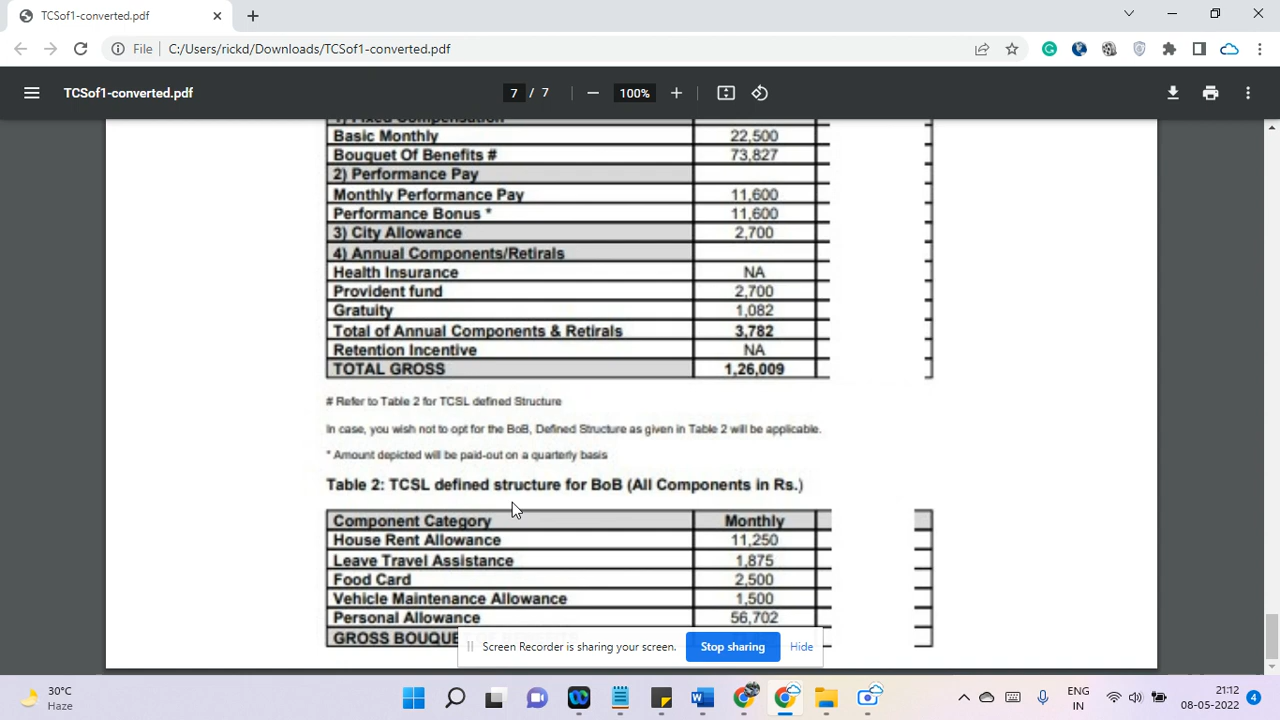 TCSof1-converted.pdf
File C:/Users/rickd/Downloads/TCSof1-converted.pdf
TCSof1-converted.pdf 7 / 7 100%
1) Fixed Compensation
Basic Monthly 22,500
Bouquet Of Benefits # 73,827
2) Performance Pay
Monthly Performance Pay 11,600
Performance Bonus * 11,600
3) City Allowance 2,700
4) Annual Components/Retirals
Health Insurance NA
Provident fund 2,700
Gratuity 1,082
Total of Annual Components & Retirals 3,782
Retention Incentive NA
TOTAL GROSS 1,26,009
# Refer to Table 2 for TCSL defined Structure
In case, you wish not to opt for the BoB, Defined Structure as given in Table 2 will be applicable.
* Amount depicted will be paid-out on a quarterly basis
Table 2: TCSL defined structure for BoB (All Components in Rs.)
Component Category Monthly
House Rent Allowance 11,250
Leave Travel Assistance 1,875
Food Card 2,500
Vehicle Maintenance Allowance 1,500
Personal Allowance 56,702
GROSS
Screen Recorder is sharing your screen. Stop sharing Hide
30°C
Haze
ENG
IN
21:12
08-05-2022
4